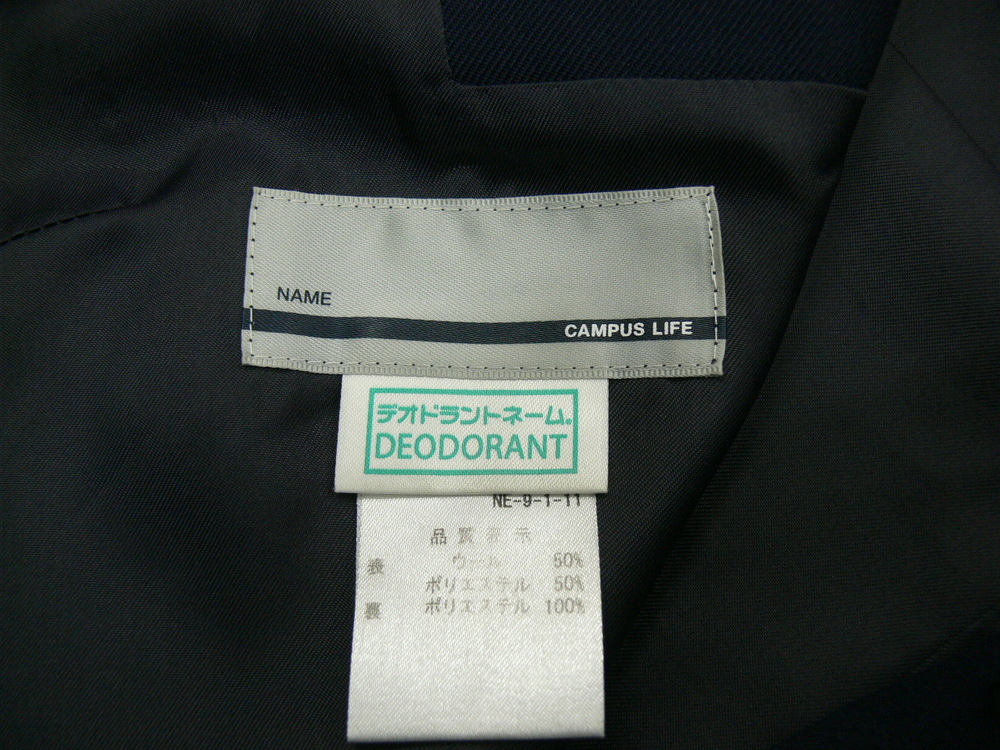 NAME
CAMPUS LIFE
デオドラントネーム.
DEODORANT
NE-9-1-11
品質表示
表 ウール 50%
ポリエステル 50%
裏 ポリエステル 100%